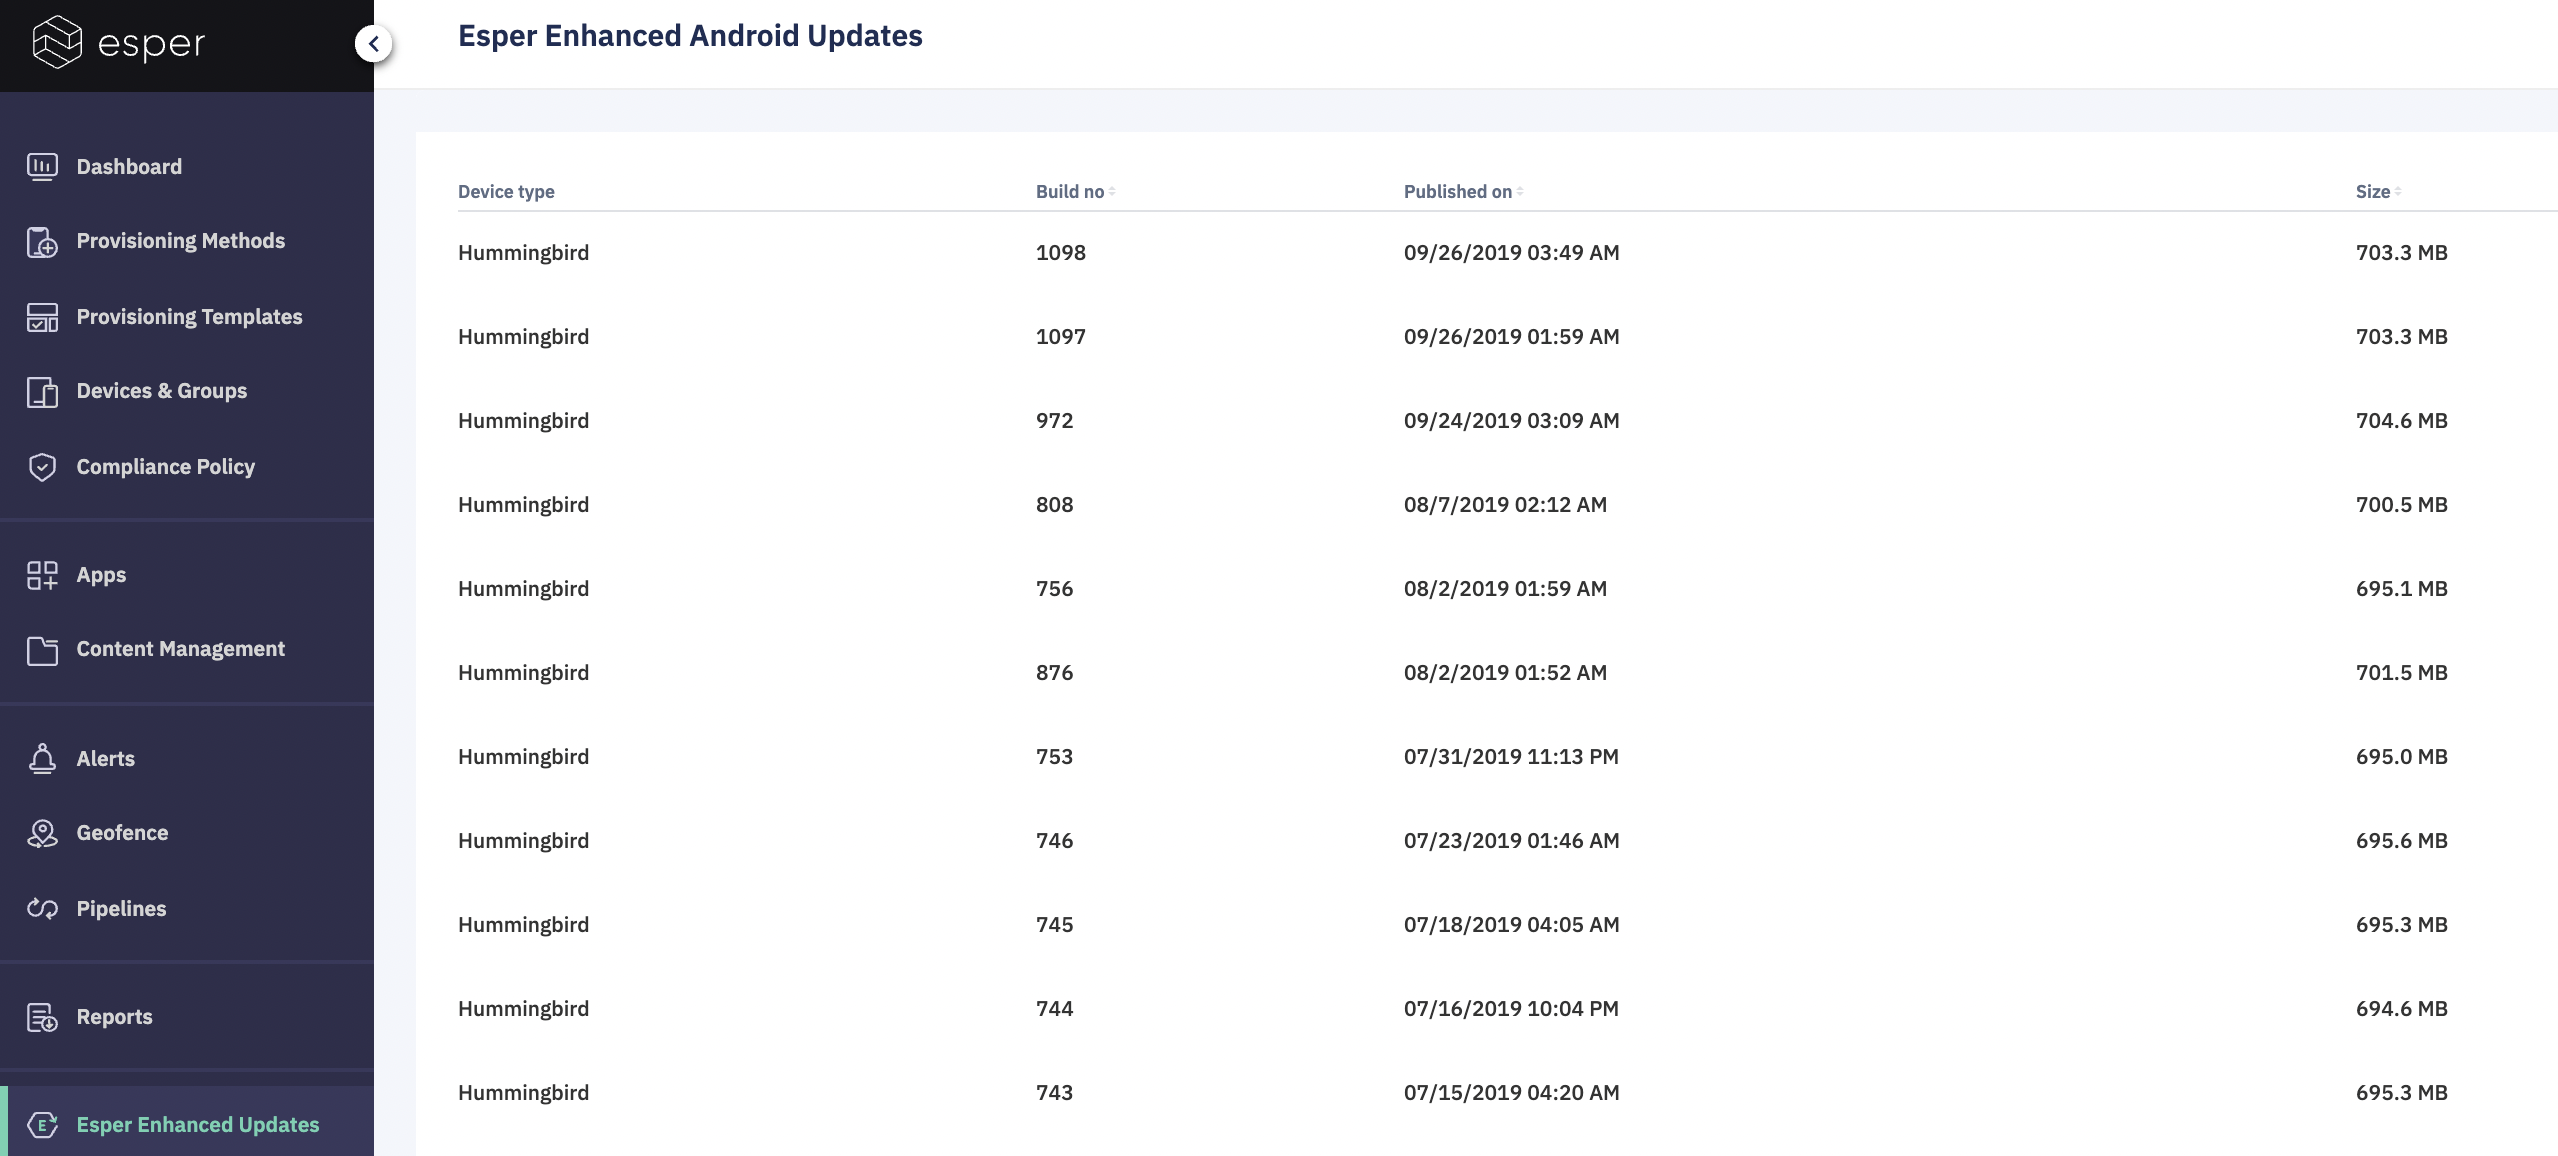 esper
Esper Enhanced Android Updates
Dashboard
Provisioning Methods
Provisioning Templates
Devices & Groups
Compliance Policy
Apps
Content Management
Alerts
Geofence
Pipelines
Reports
E
Esper Enhanced Updates
Device type Build no Published on Size
Hummingbird 1098 09/26/2019 03:49 AM 703.3 MB
Hummingbird 1097 09/26/2019 01:59 AM 703.3 MB
Hummingbird 972 09/24/2019 03:09 AM 704.6 MB
Hummingbird 808 08/7/2019 02:12 AM 700.5 MB
Hummingbird 756 08/2/2019 01:59 AM 695.1 MB
Hummingbird 876 08/2/2019 01:52 AM 701.5 MB
Hummingbird 753 07/31/2019 11:13 PM 695.0 MB
Hummingbird 746 07/23/2019 01:46 AM 695.6 MB
Hummingbird 745 07/18/2019 04:05 AM 695.3 MB
Hummingbird 744 07/16/2019 10:04 PM 694.6 MB
Hummingbird 743 07/15/2019 04:20 AM 695.3 MB